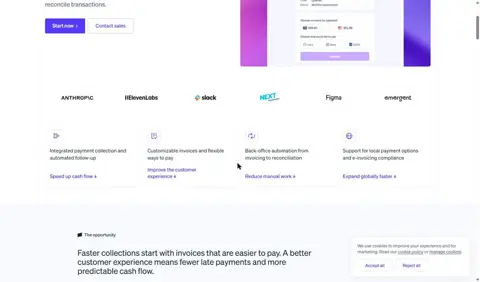 reconcile transactions.
Start now ›
Contact sales ›
ANTHROPIC
IIElevenLabs
slack
NEXT
Figma
emergent
Integrated payment collection and
automated follow-up
Speed up cash flow
Customizable invoices and flexible
ways to pay
Improve the customer
experience
Back-office automation from
invoicing to reconciliation
Reduce manual work
Support for local payment options
and e-invoicing compliance
Expand globally faster
The opportunity
Faster collections start with invoices that are easier to pay. A better
customer experience means fewer late payments and more
predictable cash flow.
We use cookies to improve your experience and for
marketing. Read our cookie policy or manage cookies.
Accept all
Reject all